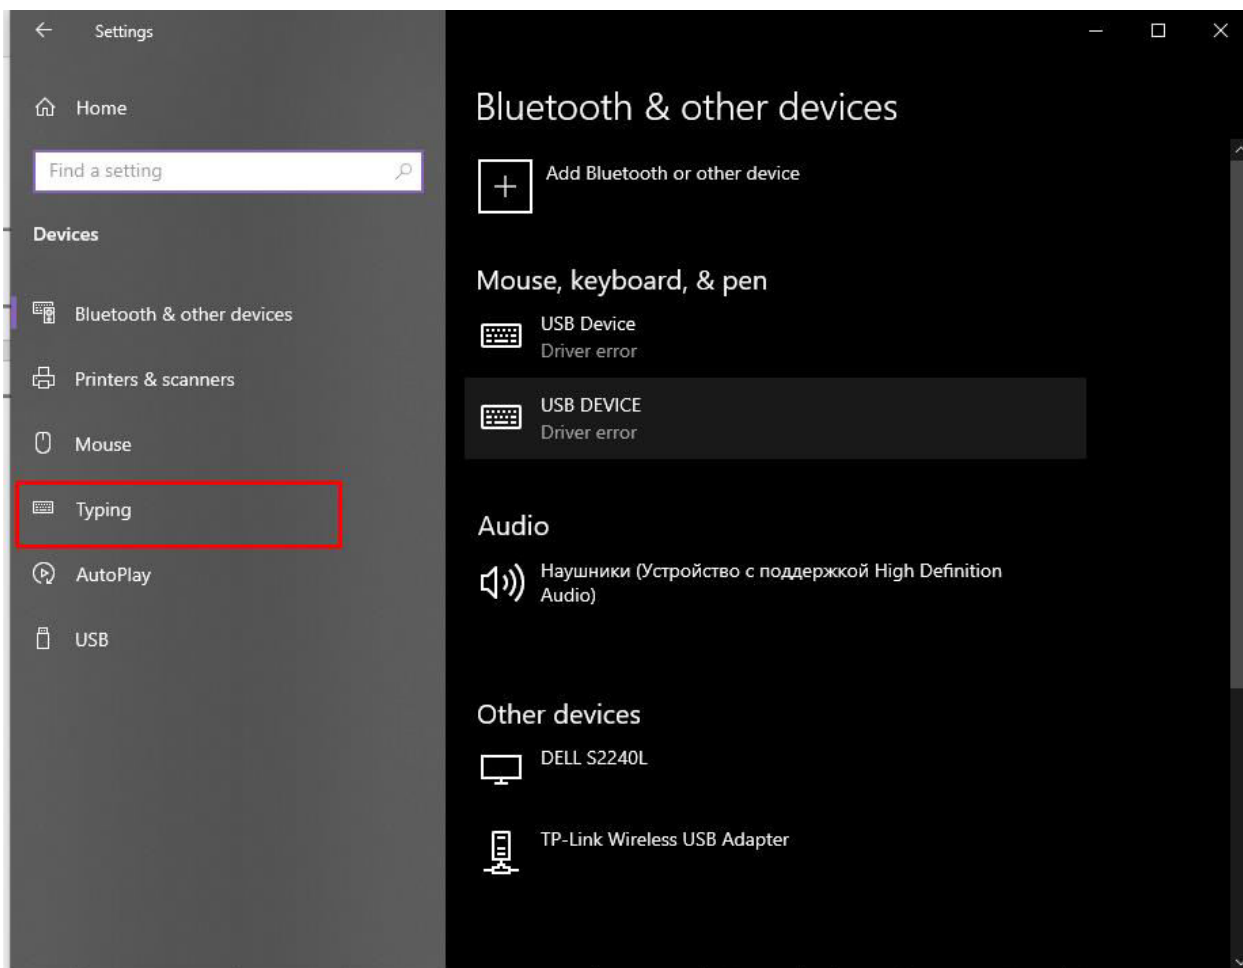 Settings
Home
Find a setting
Devices
Bluetooth & other devices
Printers & scanners
Mouse
Typing
AutoPlay
USB
Bluetooth & other devices
Add Bluetooth or other device
Mouse, keyboard, & pen
USB Device
Driver error
USB DEVICE
Driver error
Audio
Наушники (Устройство с поддержкой High Definition
Audio)
Other devices
DELL S2240L
TP-Link Wireless USB Adapter